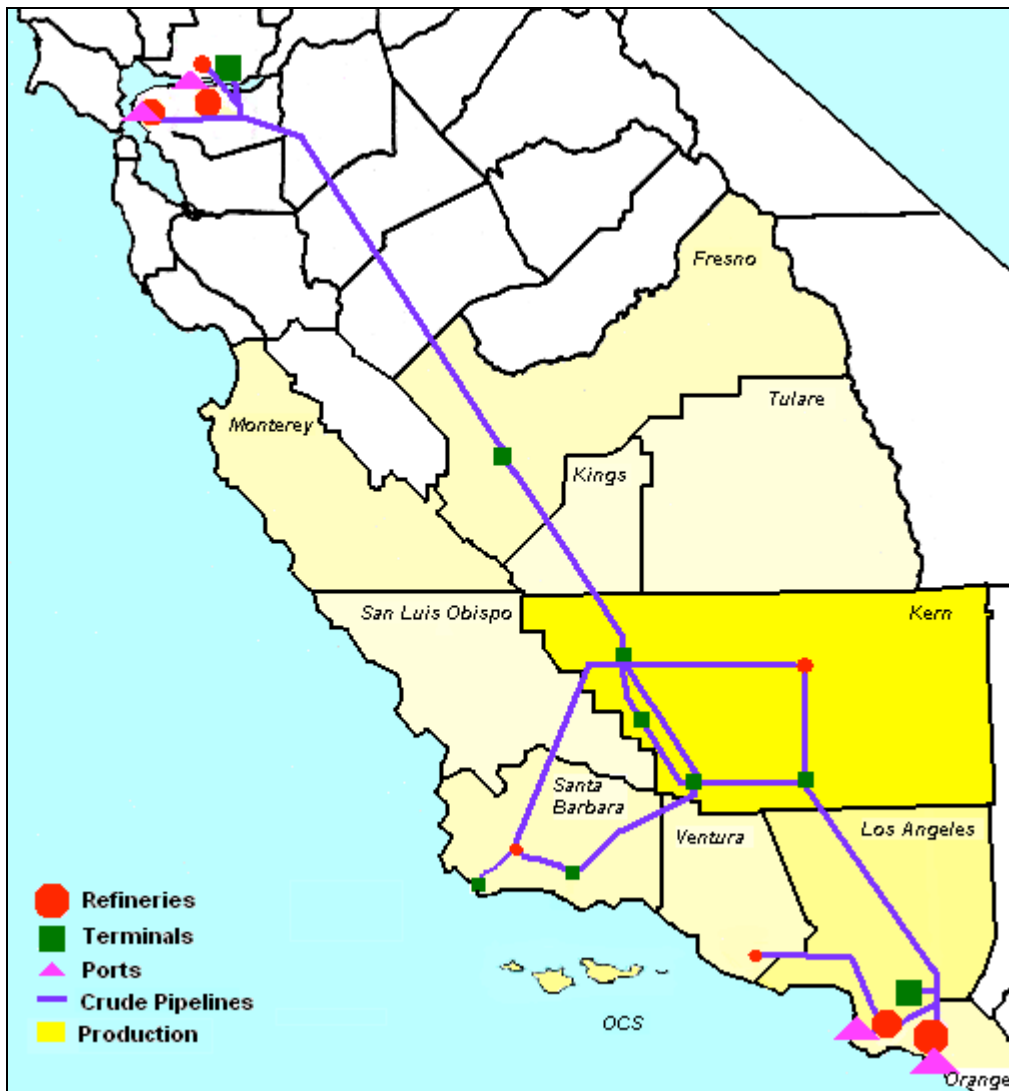 Fresno
Tulare
Monterey
Kings
San Luis Obispo
Kern
Santa
Barbara
Ventura
Los Angeles
Refineries
Terminals
Ports
Crude Pipelines
Production
OCS
Orange